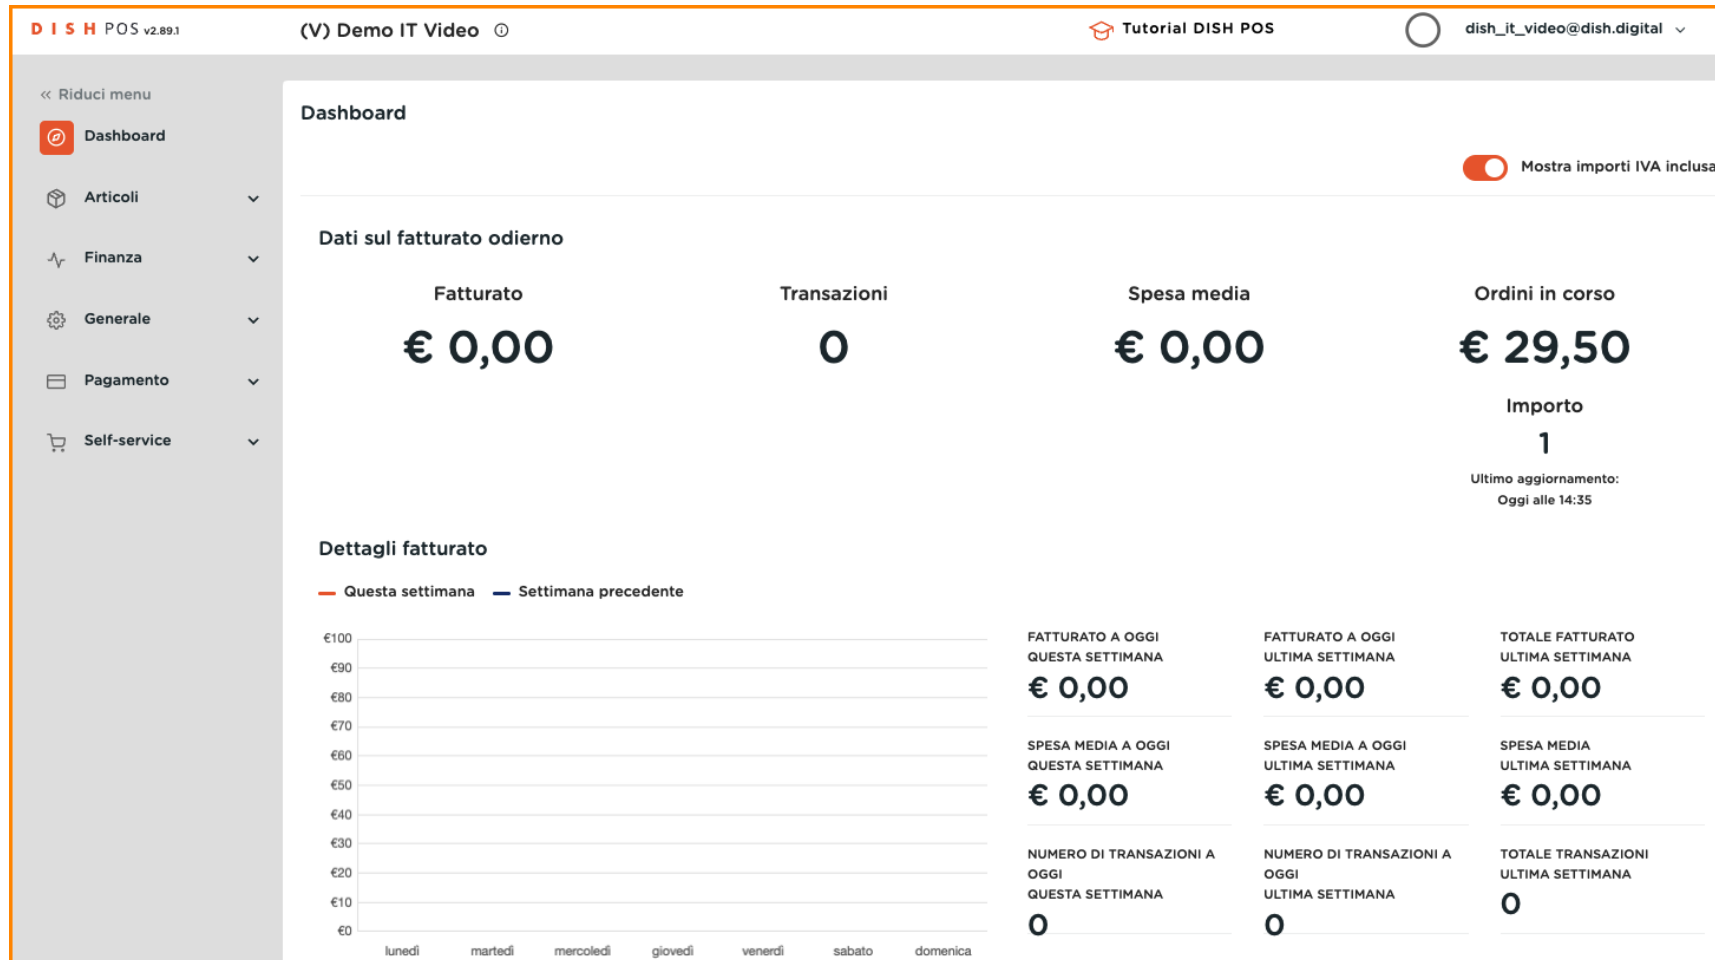 DISH POS v2.89.1
(V) Demo IT Video
Tutorial DISH POS
dish_it_video@dish.digital
« Riduci menu
Dashboard
Articoli
Finanza
Generale
Pagamento
Self-service
Dashboard
Mostra importi IVA inclusa
Dati sul fatturato odierno
Fatturato
€ 0,00
Transazioni
0
Spesa media
€ 0,00
Ordini in corso
€ 29,50
Importo
1
Ultimo aggiornamento:
Oggi alle 14:35
Dettagli fatturato
Questa settimana
Settimana precedente
€100
€90
€80
€70
€60
€50
€40
€30
€20
€10
€0
lunedì
martedì
mercoledì
giovedì
venerdì
sabato
domenica
FATTURATO A OGGI
QUESTA SETTIMANA
€ 0,00
FATTURATO A OGGI
ULTIMA SETTIMANA
€ 0,00
TOTALE FATTURATO
ULTIMA SETTIMANA
€ 0,00
SPESA MEDIA A OGGI
QUESTA SETTIMANA
€ 0,00
SPESA MEDIA A OGGI
ULTIMA SETTIMANA
€ 0,00
SPESA MEDIA
ULTIMA SETTIMANA
€ 0,00
NUMERO DI TRANSAZIONI A
OGGI
QUESTA SETTIMANA
0
NUMERO DI TRANSAZIONI A
OGGI
ULTIMA SETTIMANA
0
TOTALE TRANSAZIONI
ULTIMA SETTIMANA
0